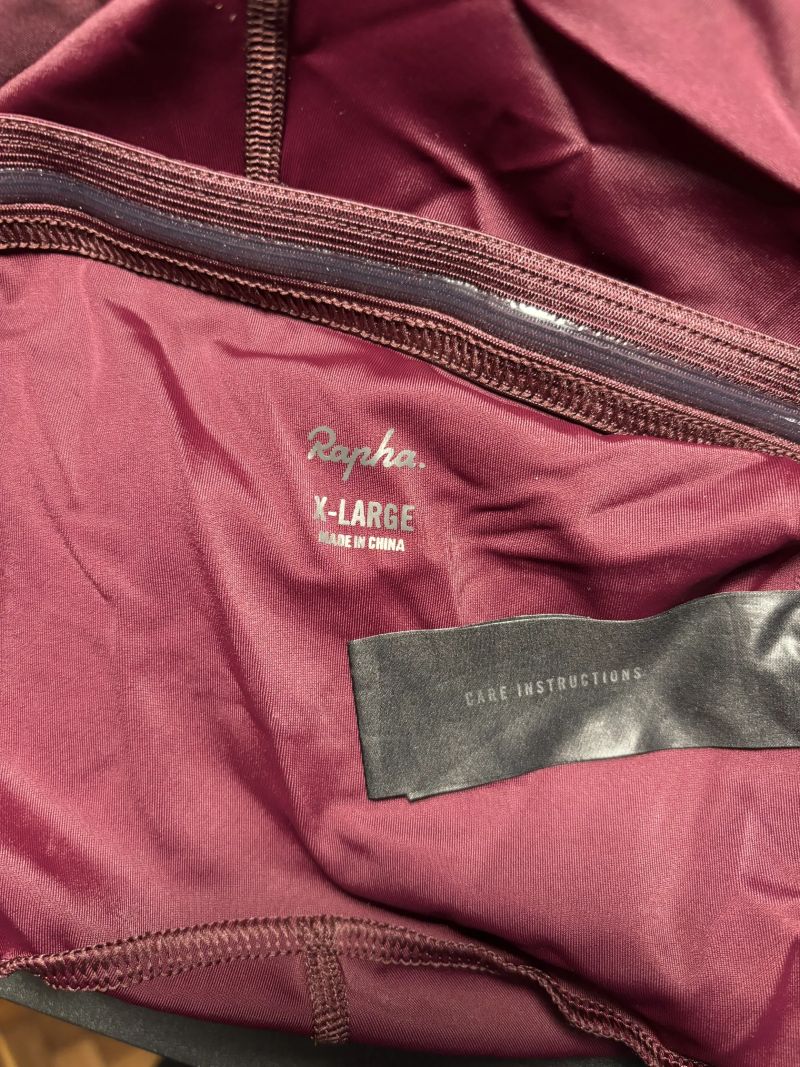 Rapha.
X-LARGE
MADE IN CHINA
CARE INSTRUCTIONS